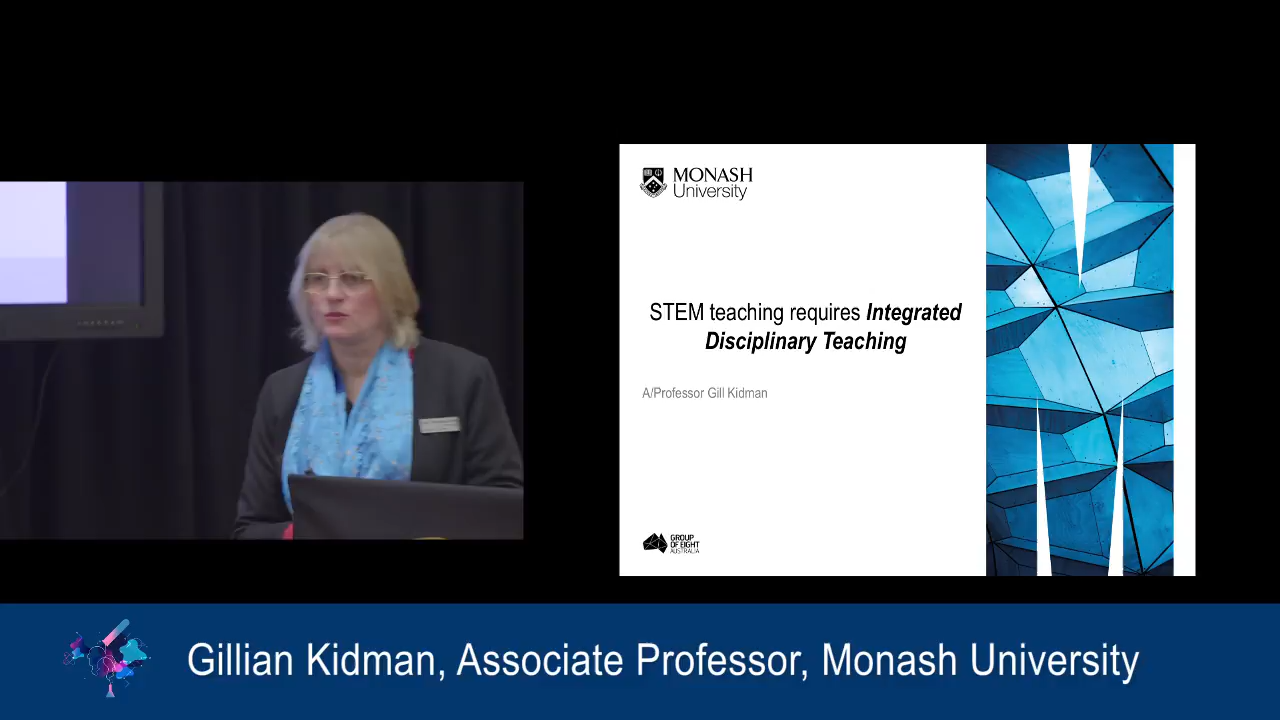 MONASH
University
STEM teaching requires Integrated
Disciplinary Teaching
A/Professor Gill Kidman
GROUP
OF EIGHT
AUSTRALIA
Gillian Kidman, Associate Professor, Monash University